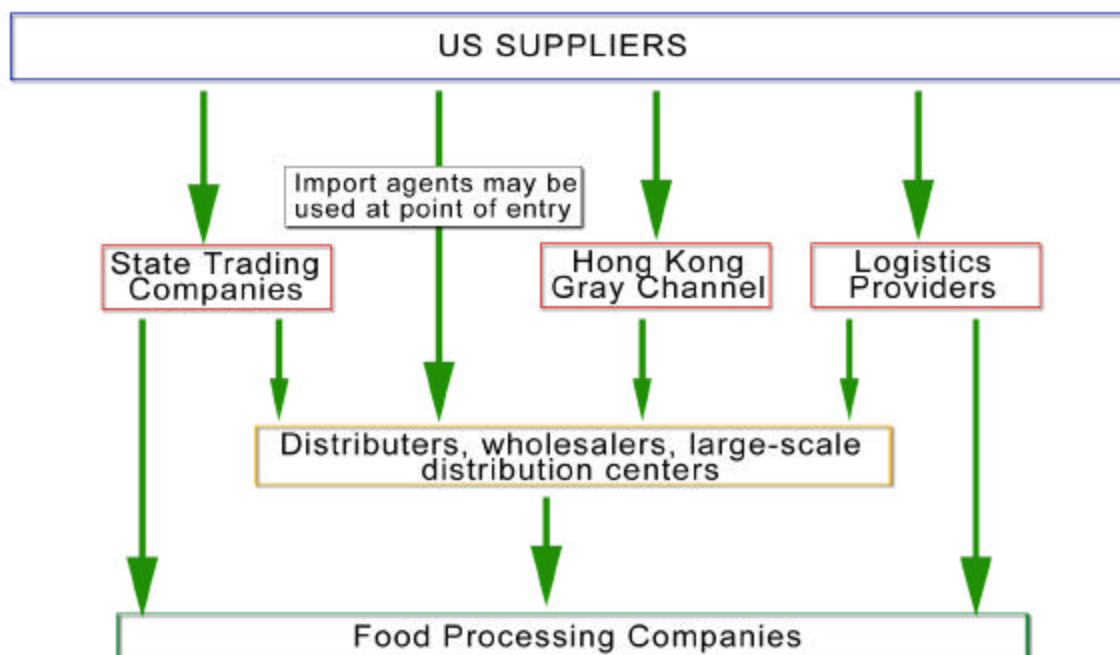 US SUPPLIERS
Import agents may be
used at point of entry
State Trading
Companies
Hong Kong
Gray Channel
Logistics
Providers
Distributers, wholesalers, large-scale
distribution centers
Food Processing Companies